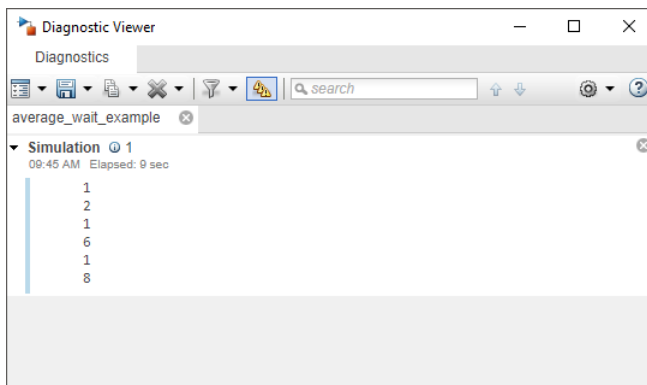 Diagnostic Viewer
Diagnostics
search
average_wait_example
Simulation 1
09:45 AM Elapsed: 9 sec
1
2
1
6
1
8